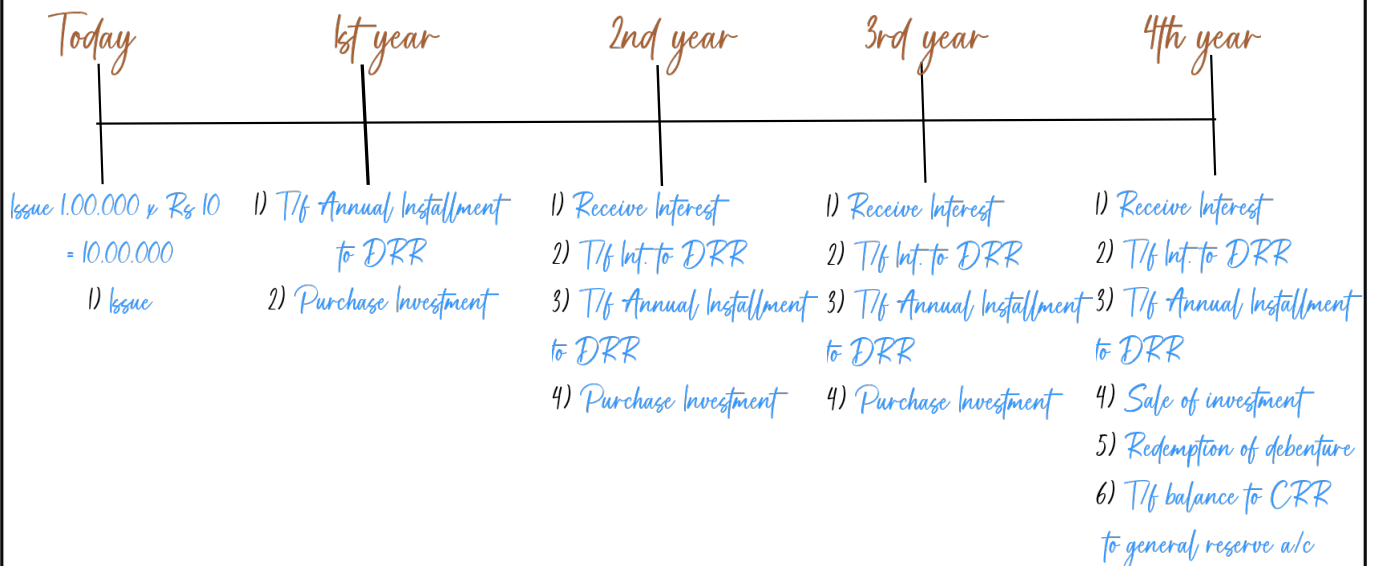 Today
Issue 1.00.000 x Rs 10
= 10.00.000
1) Issue
1st year
1) T/f Annual Installment
to DRR
2) Purchase Investment
2nd year
1) Receive Interest
2) T/f Int. to DRR
3) T/f Annual Installment
to DRR
4) Purchase Investment
3rd year
1) Receive Interest
2) T/f Int. to DRR
3) T/f Annual Installment
to DRR
4) Purchase Investment
4th year
1) Receive Interest
2) T/f Int. to DRR
3) T/f Annual Installment
to DRR
4) Sale of investment
5) Redemption of debenture
6) T/f balance to CRR
to general reserve a/c